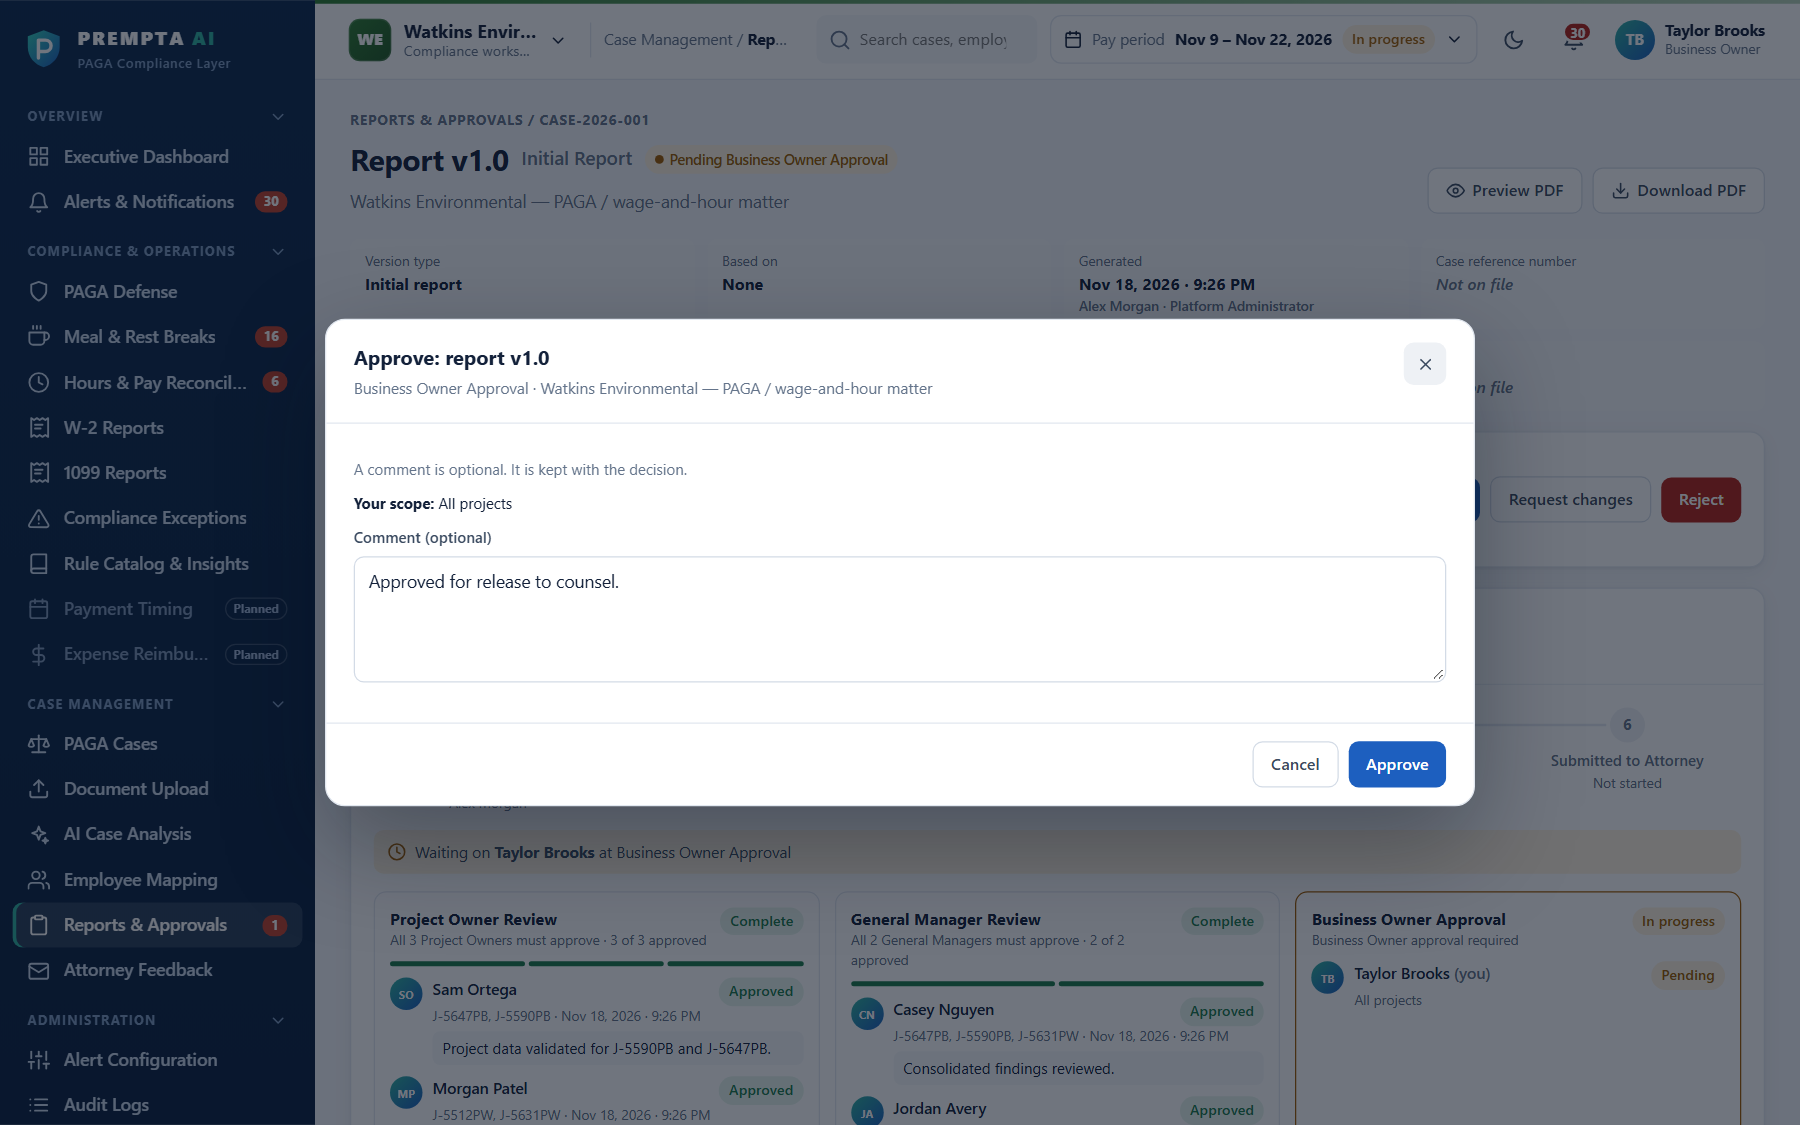 PREMPTA AI
PAGA Compliance Layer
OVERVIEW
Executive Dashboard
Alerts & Notifications 30
COMPLIANCE & OPERATIONS
PAGA Defense
Meal & Rest Breaks 16
Hours & Pay Reconcil... 6
W-2 Reports
1099 Reports
Compliance Exceptions
Rule Catalog & Insights
Payment Timing Planned
Expense Reimbu... Planned
CASE MANAGEMENT
PAGA Cases
Document Upload
AI Case Analysis
Employee Mapping
Reports & Approvals 1
Attorney Feedback
ADMINISTRATION
Alert Configuration
Audit Logs
WE
Watkins Envir...
Compliance works...
Case Management / Rep...
Search cases, employ
Pay period Nov 9 – Nov 22, 2026 In progress
30
TB
Taylor Brooks
Business Owner
REPORTS & APPROVALS / CASE-2026-001
Report v1.0 Initial Report Pending Business Owner Approval
Watkins Environmental — PAGA / wage-and-hour matter
Preview PDF
Download PDF
Version type
Initial report
Based on
None
Generated
Nov 18, 2026 · 9:26 PM
Alex Morgan · Platform Administrator
Case reference number
Not on file
Approve: report v1.0
Business Owner Approval · Watkins Environmental — PAGA / wage-and-hour matter
A comment is optional. It is kept with the decision.
Your scope: All projects
Comment (optional)
Approved for release to counsel.
Cancel
Approve
file
Request changes
Reject
6
Submitted to Attorney
Not started
Waiting on Taylor Brooks at Business Owner Approval
Project Owner Review Complete
All 3 Project Owners must approve · 3 of 3 approved
SO
Sam Ortega Approved
J-5647PB, J-5590PB · Nov 18, 2026 · 9:26 PM
Project data validated for J-5590PB and J-5647PB.
MP
Morgan Patel Approved
J-5512PW, J-5631PW · Nov 18, 2026 · 9:26 PM
General Manager Review Complete
All 2 General Managers must approve · 2 of 2
approved
CN
Casey Nguyen Approved
J-5647PB, J-5590PB, J-5631PW · Nov 18, 2026 · 9:26 PM
Consolidated findings reviewed.
JA
Jordan Avery Approved
Business Owner Approval In progress
Business Owner approval required
TB
Taylor Brooks (you) Pending
All projects